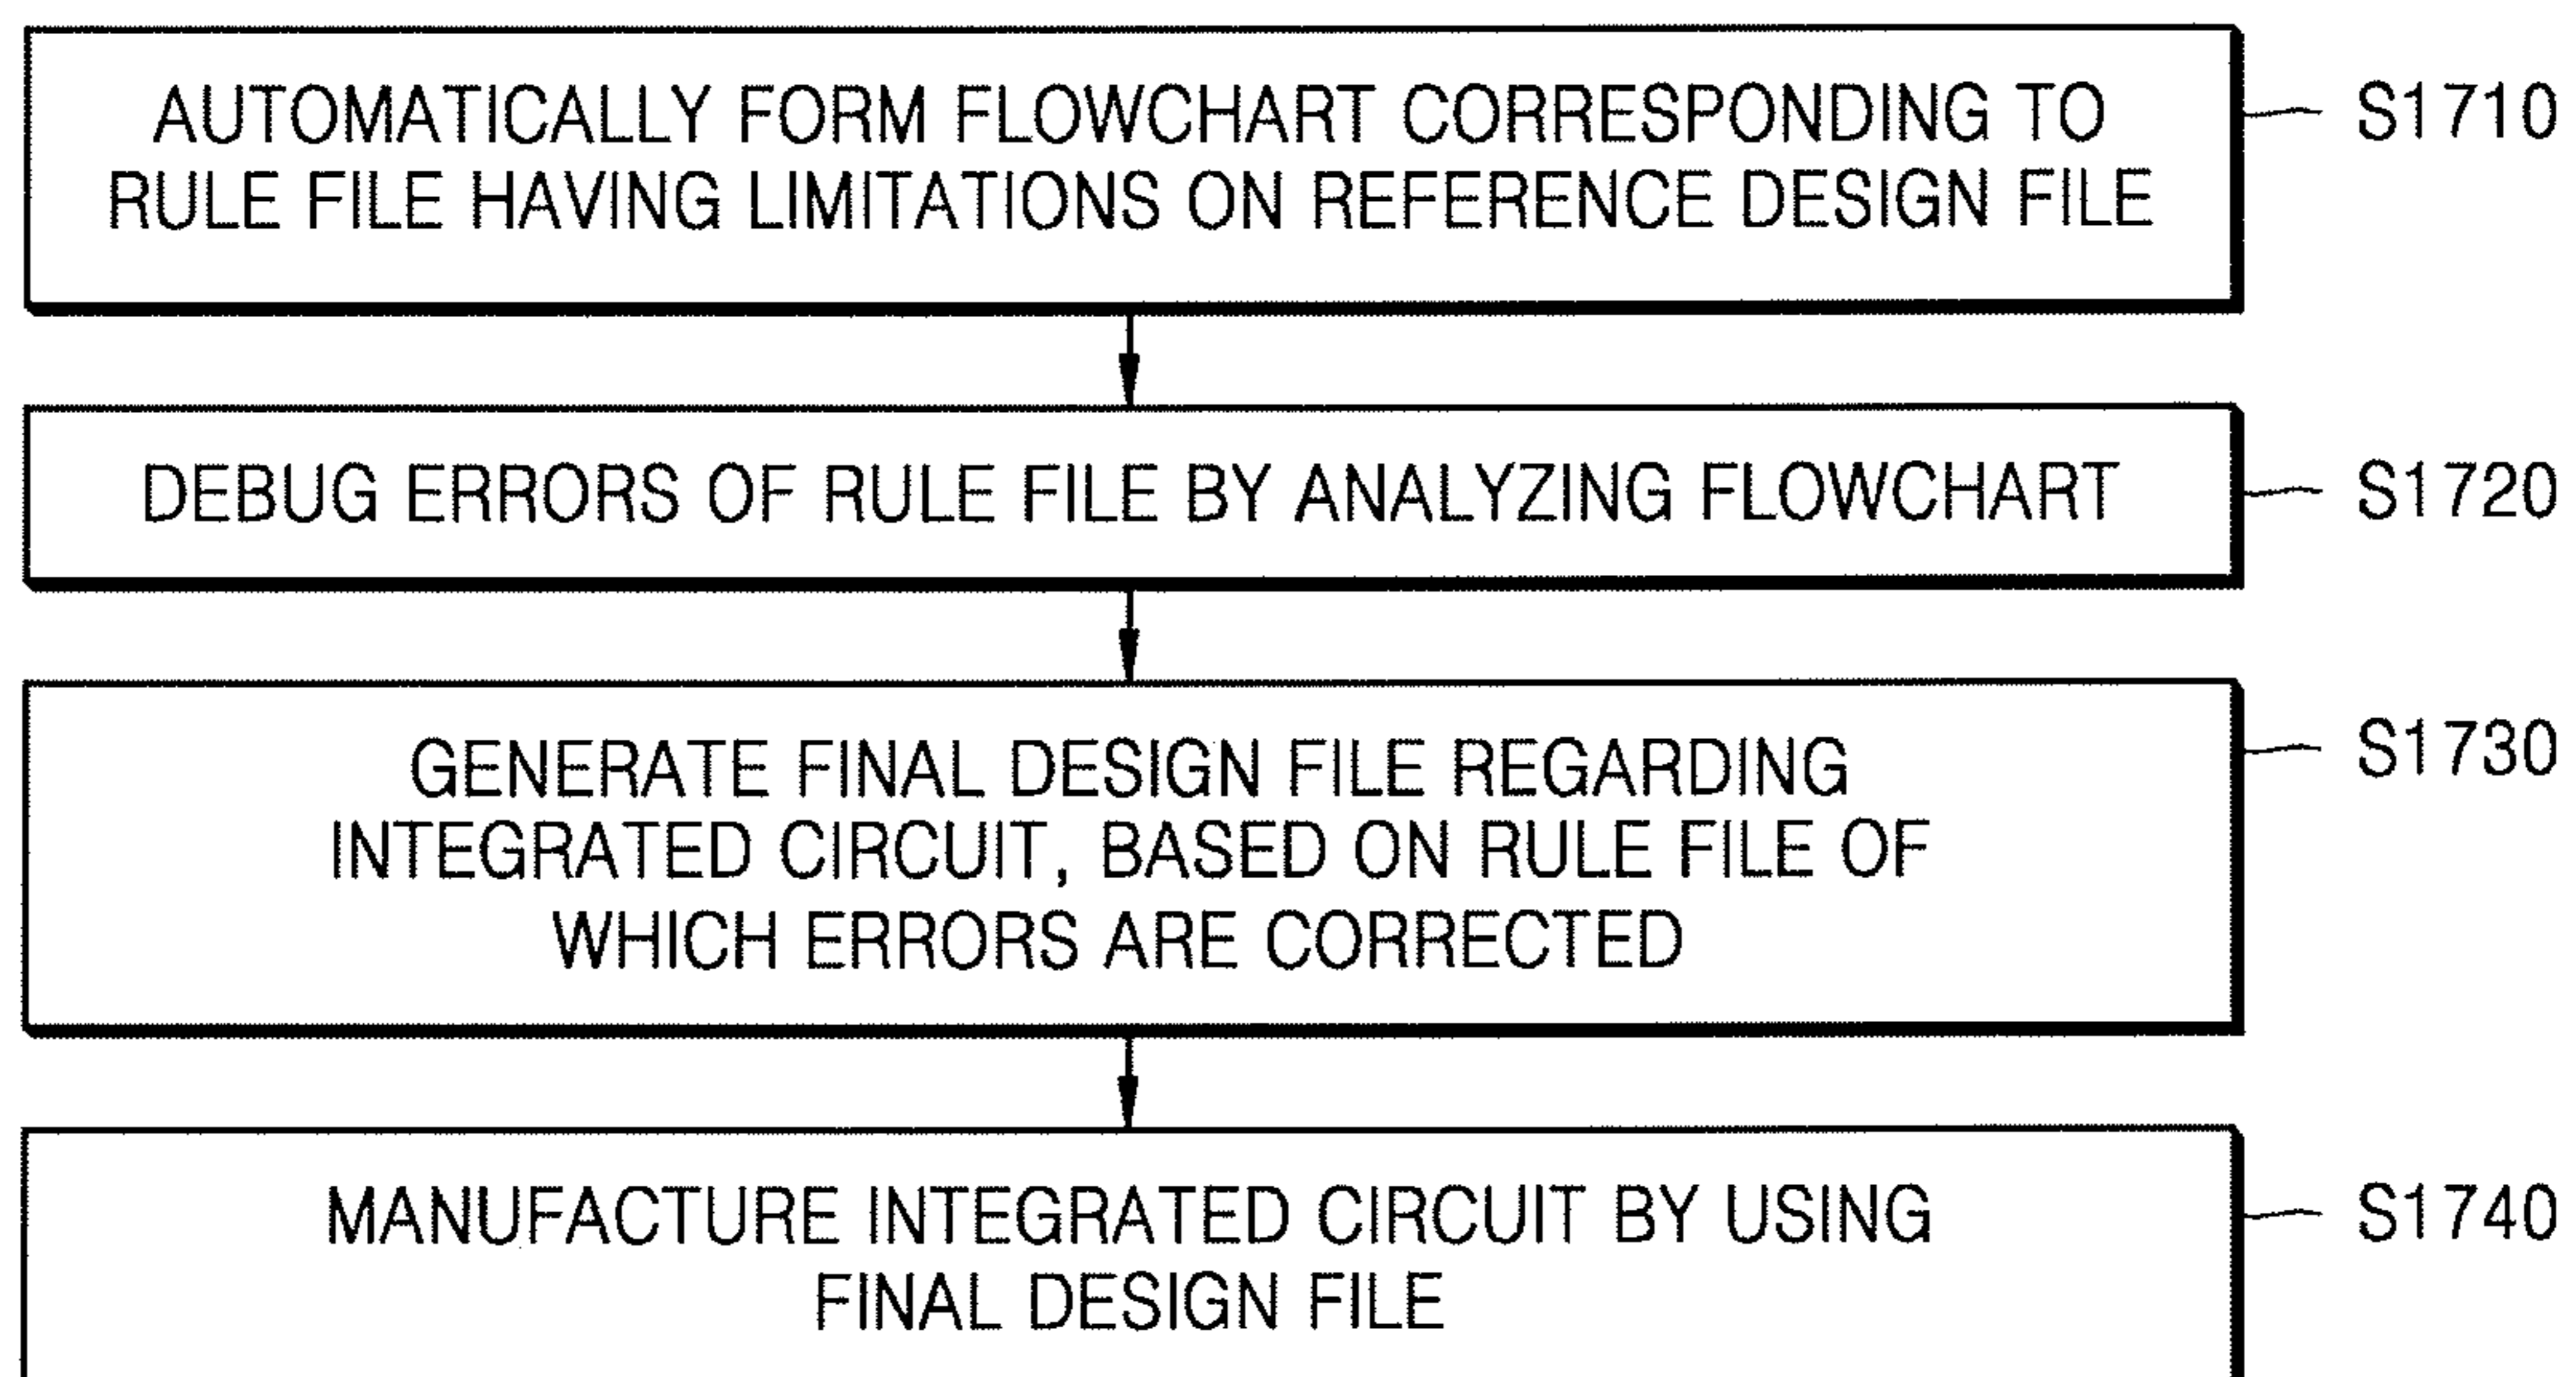 AUTOMATICALLY FORM FLOWCHART CORRESPONDING TO
RULE FILE HAVING LIMITATIONS ON REFERENCE DESIGN FILE
S1710
DEBUG ERRORS OF RULE FILE BY ANALYZING FLOWCHART
S1720
GENERATE FINAL DESIGN FILE REGARDING
INTEGRATED CIRCUIT, BASED ON RULE FILE OF
WHICH ERRORS ARE CORRECTED
S1730
MANUFACTURE INTEGRATED CIRCUIT BY USING
FINAL DESIGN FILE
S1740